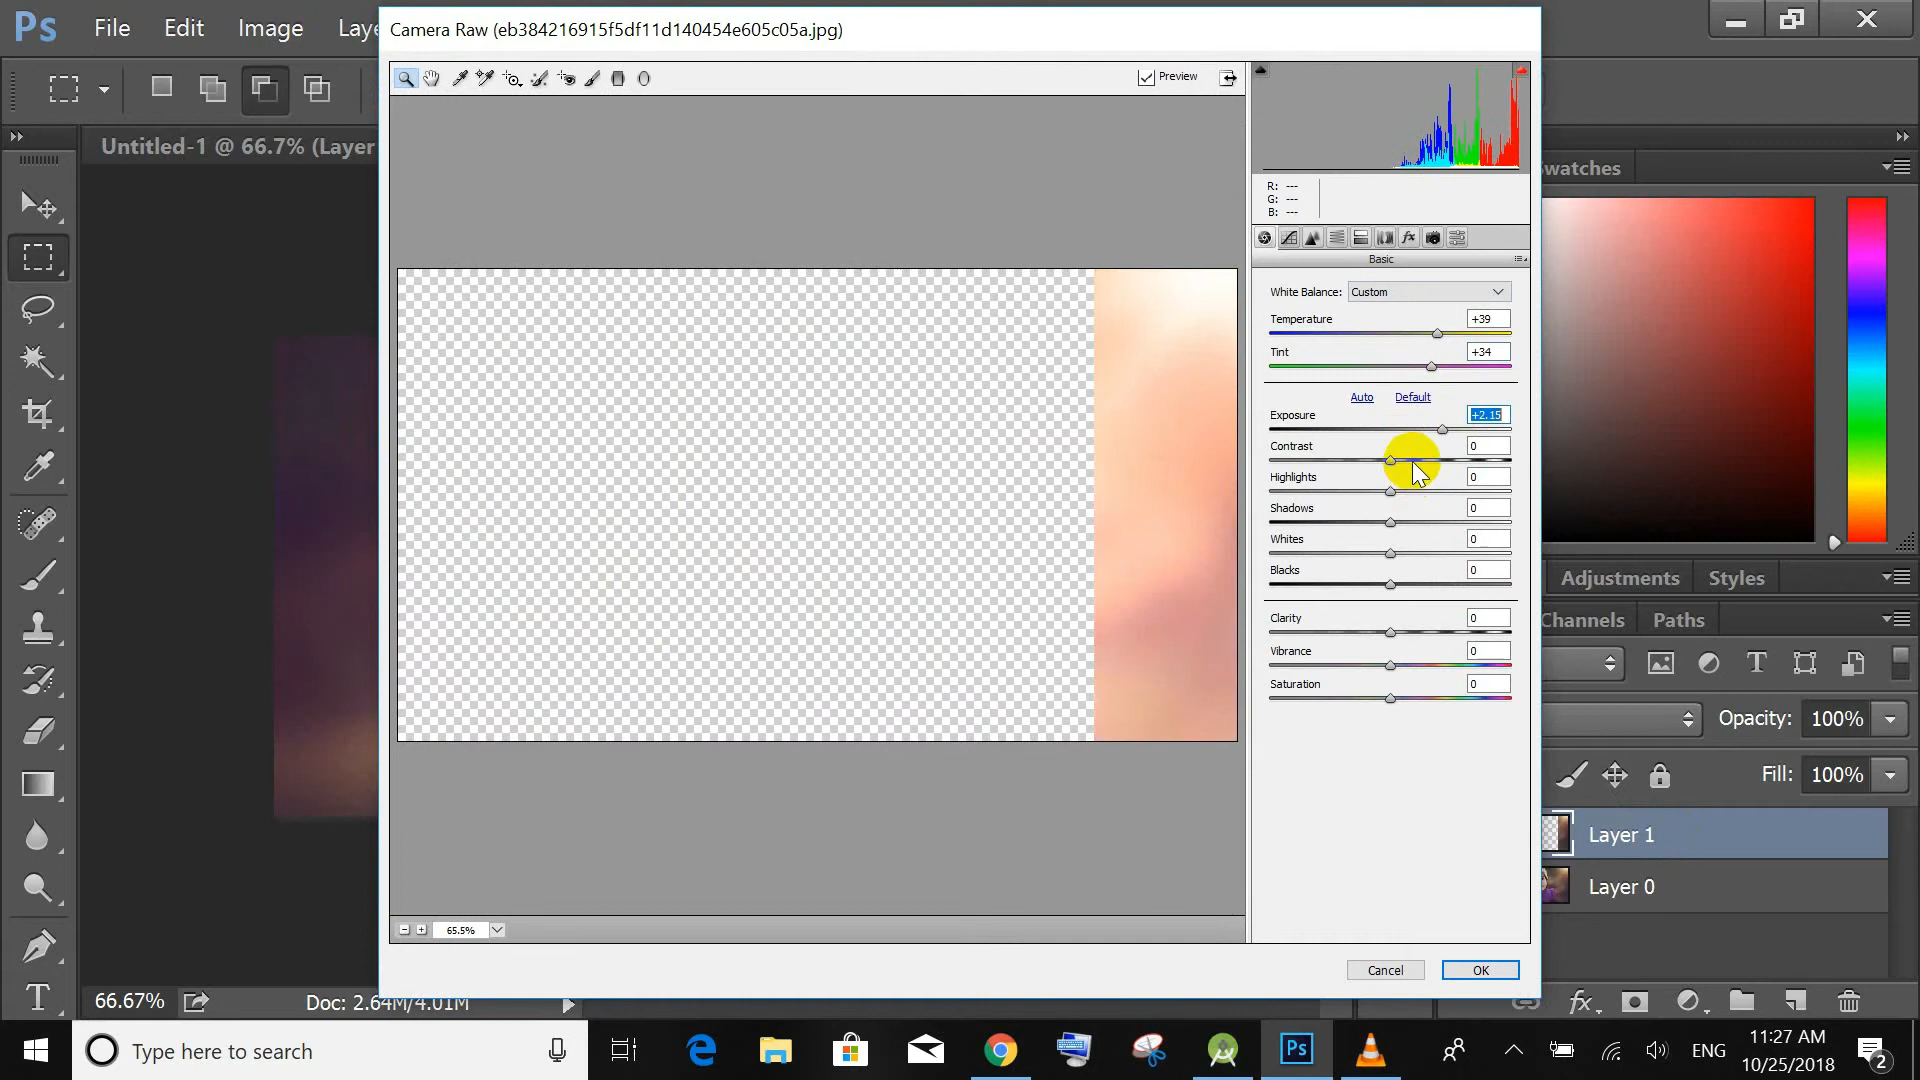 Ps File Edit Image Laye
Camera Raw (eb384216915f5df11d140454e605c05a.jpg)
Preview
Untitled-1 @ 66.7% (Layer
Swatches
R: ---
G: ---
B: ---
Basic
White Balance: Custom
Temperature +39
Tint +34
Auto Default
Exposure +2.15
Contrast 0
Highlights 0
Shadows 0
Whites 0
Blacks 0
Clarity 0
Vibrance 0
Saturation 0
Adjustments Styles
Channels Paths
Opacity: 100%
Fill: 100%
Layer 1
Layer 0
65.5%
Cancel OK
66.67% Doc: 2.64M/4.01M
fx
Type here to search
Ps
ENG
11:27 AM
10/25/2018
2